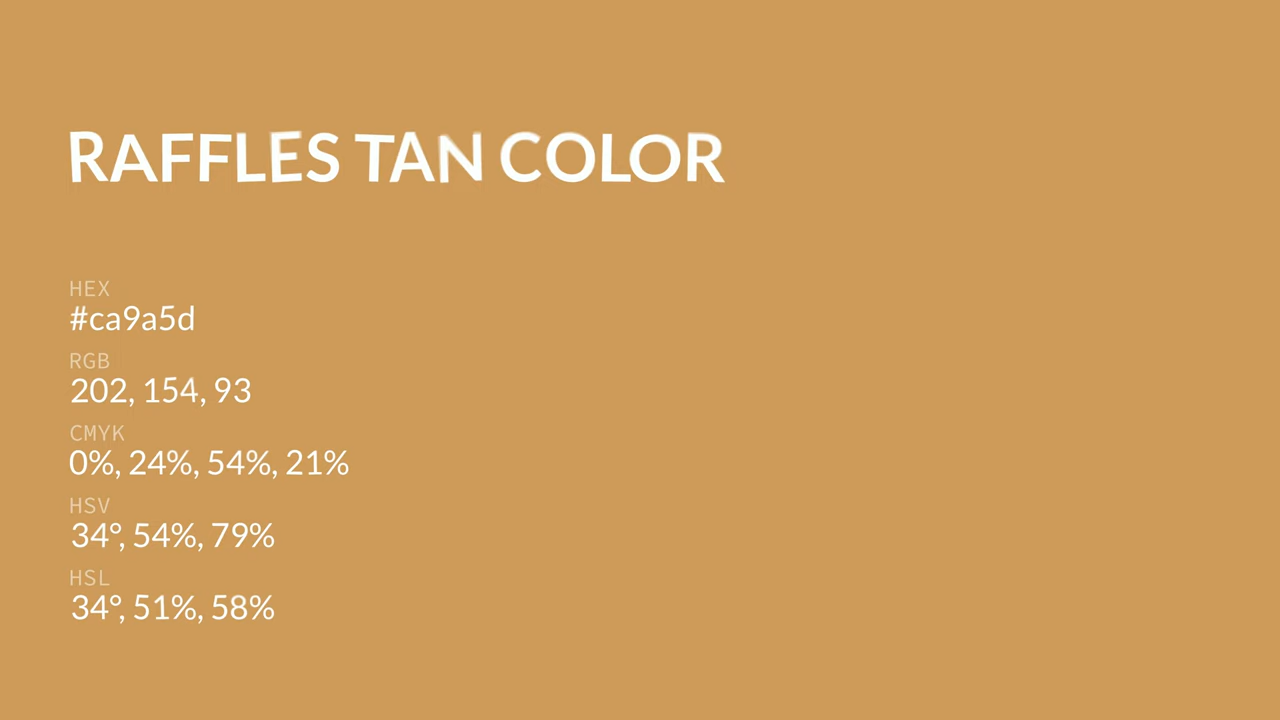 RAFFLES TAN COLOR
HEX
#ca9a5d
RGB
202, 154, 93
CMYK
0%, 24%, 54%, 21%
HSV
34°, 54%, 79%
HSL
34°, 51%, 58%